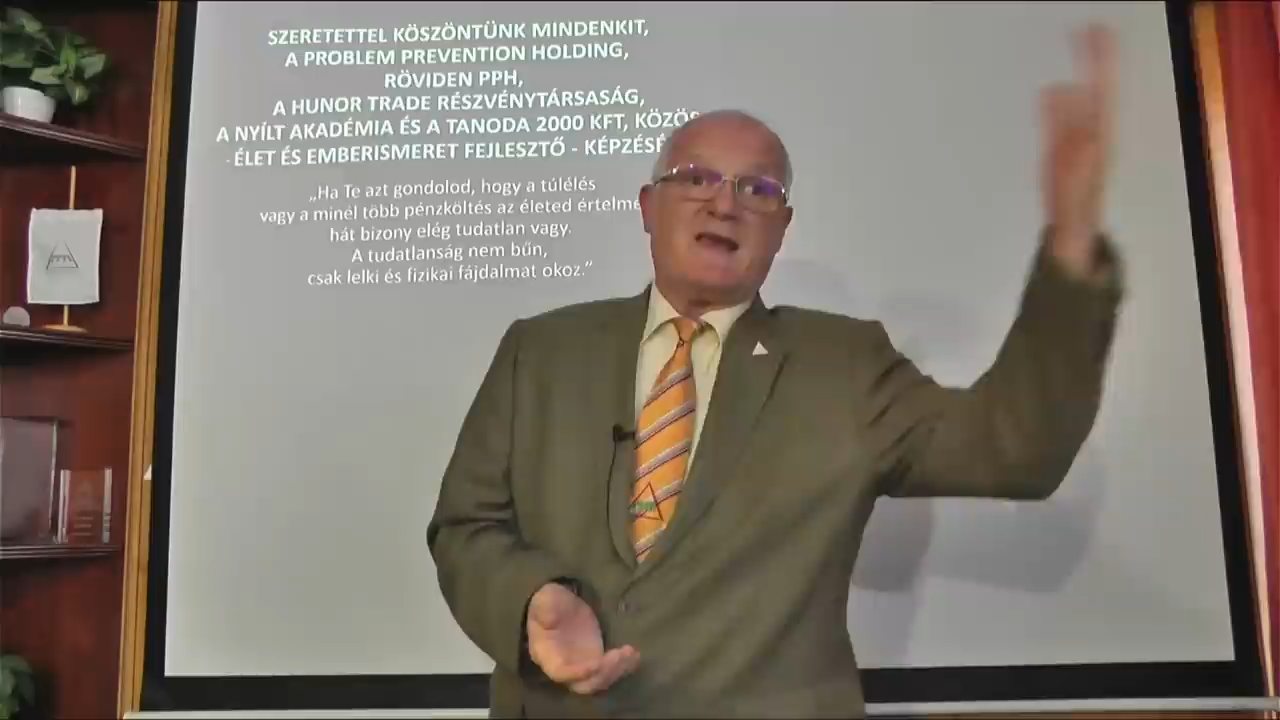 SZERETETTEL KÖSZÖNTÜNK MINDENKIT,
A PROBLEM PREVENTION HOLDING,
RÖVIDEN PPH,
A HUNOR TRADE RÉSZVÉNYTÁRSASÁG,
A NYÍLT AKADÉMIA ÉS A TANODA 2000 KFT, KÖZÖS
- ÉLET ÉS EMBERISMERET FEJLESZTŐ - KÉPZÉSÉ
„Ha Te azt gondolod, hogy a túlélés
vagy a minél több pénzköltés az életed értelme
hát bizony elég tudatlan vagy.
A tudatlanság nem bűn,
csak lelki és fizikai fájdalmat okoz.”